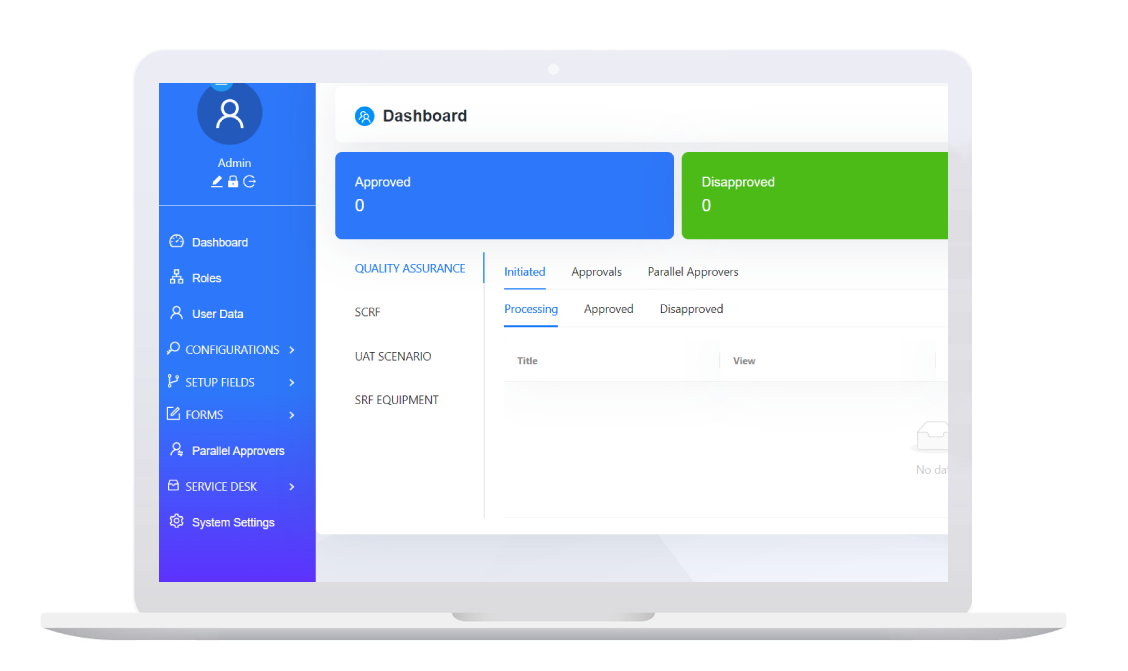 Admin
Dashboard
Roles
User Data
CONFIGURATIONS
SETUP FIELDS
FORMS
Parallel Approvers
SERVICE DESK
System Settings
Dashboard
Approved
0
Disapproved
0
QUALITY ASSURANCE
SCRF
UAT SCENARIO
SRF EQUIPMENT
Initiated Approvals Parallel Approvers
Processing Approved Disapproved
Title View
No da